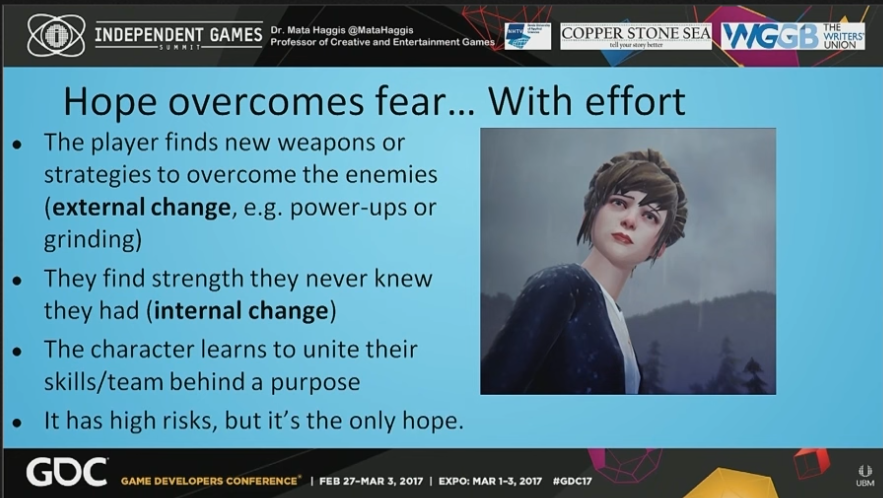 INDEPENDENT GAMES
SUMMIT
Dr. Mata Haggis @MataHaggis
Professor of Creative and Entertainment Games
COPPER STONE SEA
tell your story better
WGGB THE WRITERS' UNION
Hope overcomes fear... With effort
• The player finds new weapons or
strategies to overcome the enemies
(external change, e.g. power-ups or
grinding)
• They find strength they never knew
they had (internal change)
• The character learns to unite their
skills/team behind a purpose
• It has high risks, but it's the only hope.
GDC
GAME DEVELOPERS CONFERENCE® | FEB 27–MAR 3, 2017 | EXPO: MAR 1–3, 2017 #GDC17
UBM